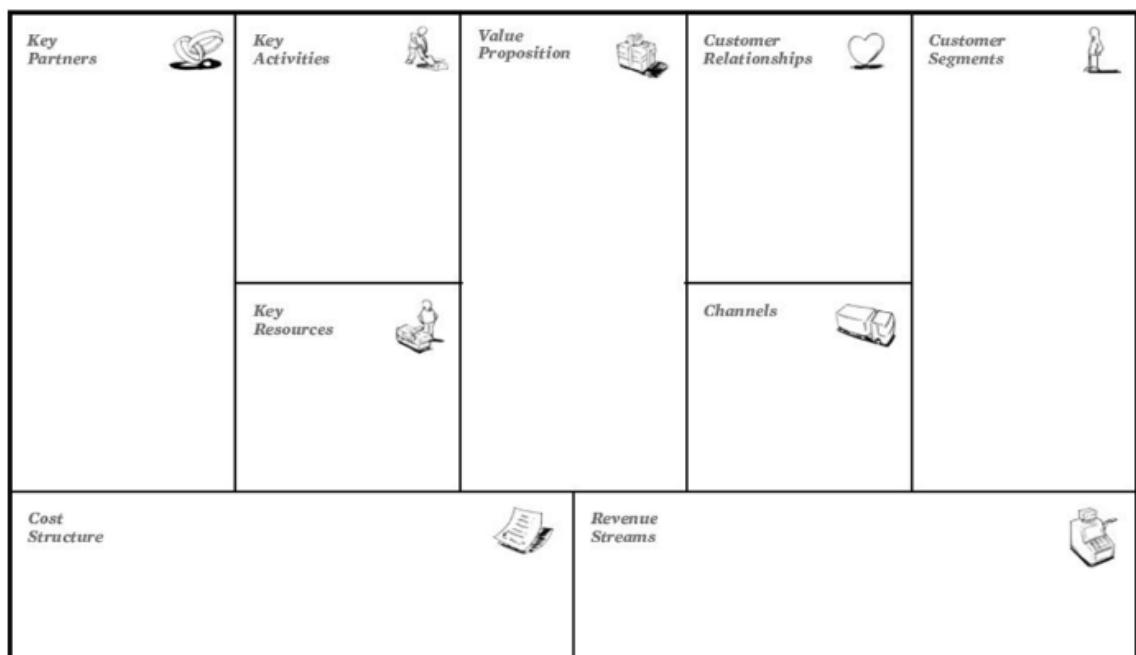 Key
Partners
Key
Activities
Value
Proposition
Customer
Relationships
Customer
Segments
Key
Resources
Channels
Cost
Structure
Revenue
Streams